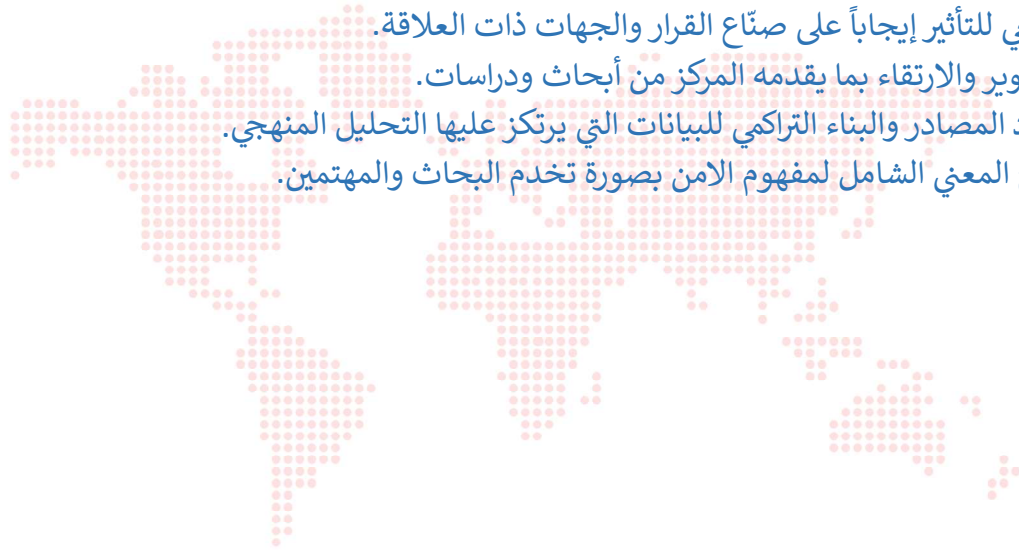 للتأثير إيجاباً على صنّاع القرار والجهات ذات العلاقة.
والارتقاء بما يقدمه المركز من أبحاث ودراسات.
المصادر والبناء التراكمي للبيانات التي يرتكز عليها التحليل المنهجي.
المعني الشامل لمفهوم الامن بصورة تخدم البحاث والمهتمين.